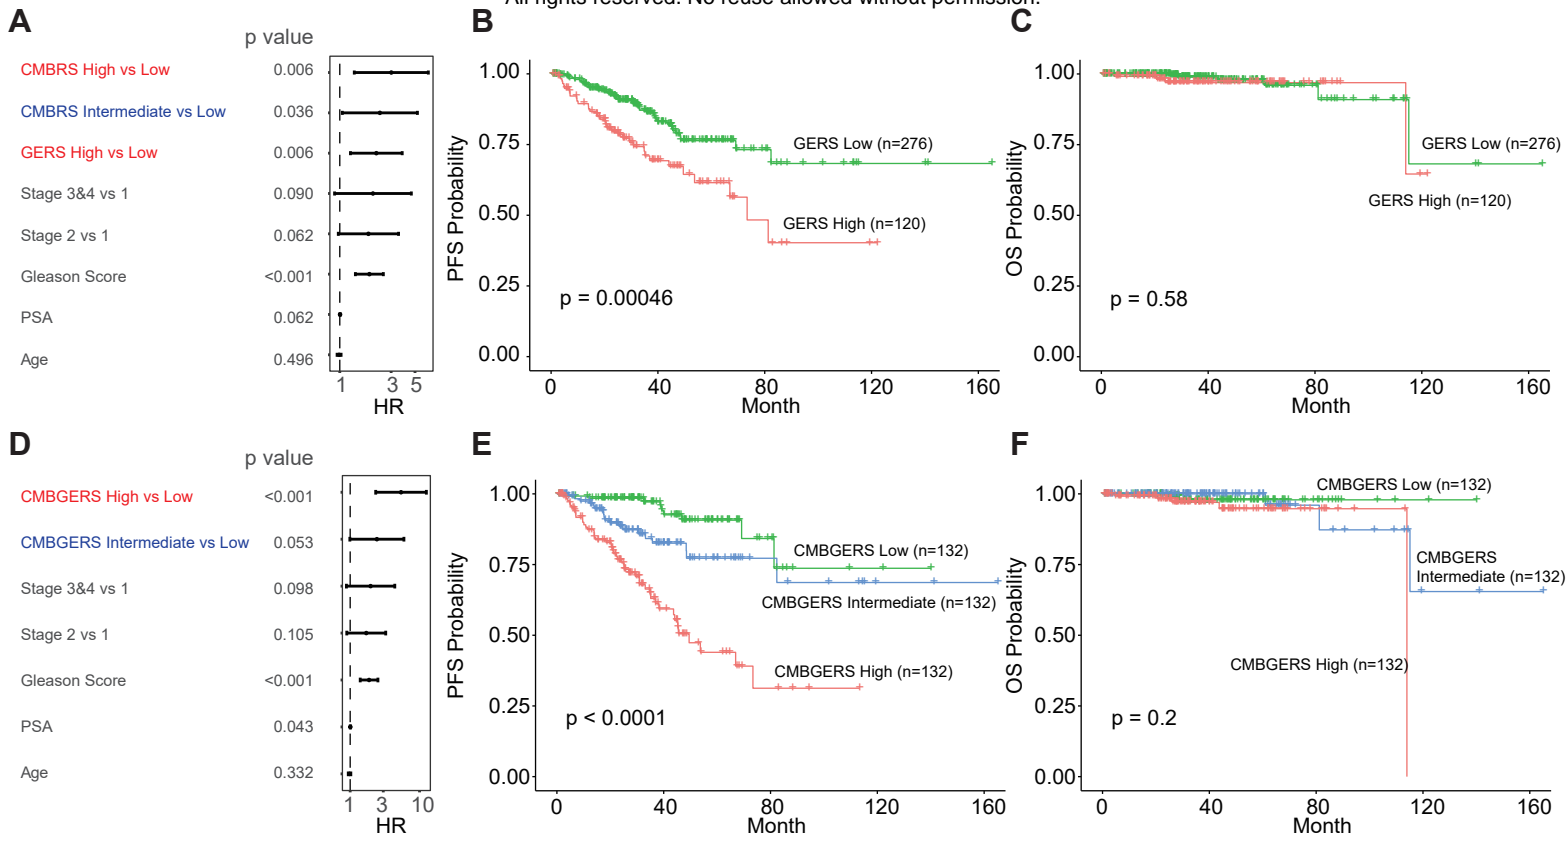 All rights reserved. No reuse allowed without permission.
A
p value
CMBRS High vs Low 0.006
CMBRS Intermediate vs Low 0.036
GERS High vs Low 0.006
Stage 3&4 vs 1 0.090
Stage 2 vs 1 0.062
Gleason Score <0.001
PSA 0.062
Age 0.496
1 3 5
HR
B
PFS Probability
1.00
0.75
0.50
0.25
0.00
GERS Low (n=276)
GERS High (n=120)
p = 0.00046
0 40 80 120 160
Month
C
OS Probability
1.00
0.75
0.50
0.25
0.00
GERS Low (n=276)
GERS High (n=120)
p = 0.58
0 40 80 120 160
Month
D
p value
CMBGERS High vs Low <0.001
CMBGERS Intermediate vs Low 0.053
Stage 3&4 vs 1 0.098
Stage 2 vs 1 0.105
Gleason Score <0.001
PSA 0.043
Age 0.332
1 3 10
HR
E
PFS Probability
1.00
0.75
0.50
0.25
0.00
CMBGERS Low (n=132)
CMBGERS Intermediate (n=132)
CMBGERS High (n=132)
p < 0.0001
0 40 80 120 160
Month
F
OS Probability
1.00
0.75
0.50
0.25
0.00
CMBGERS Low (n=132)
CMBGERS
Intermediate (n=132)
CMBGERS High (n=132)
p = 0.2
0 40 80 120 160
Month